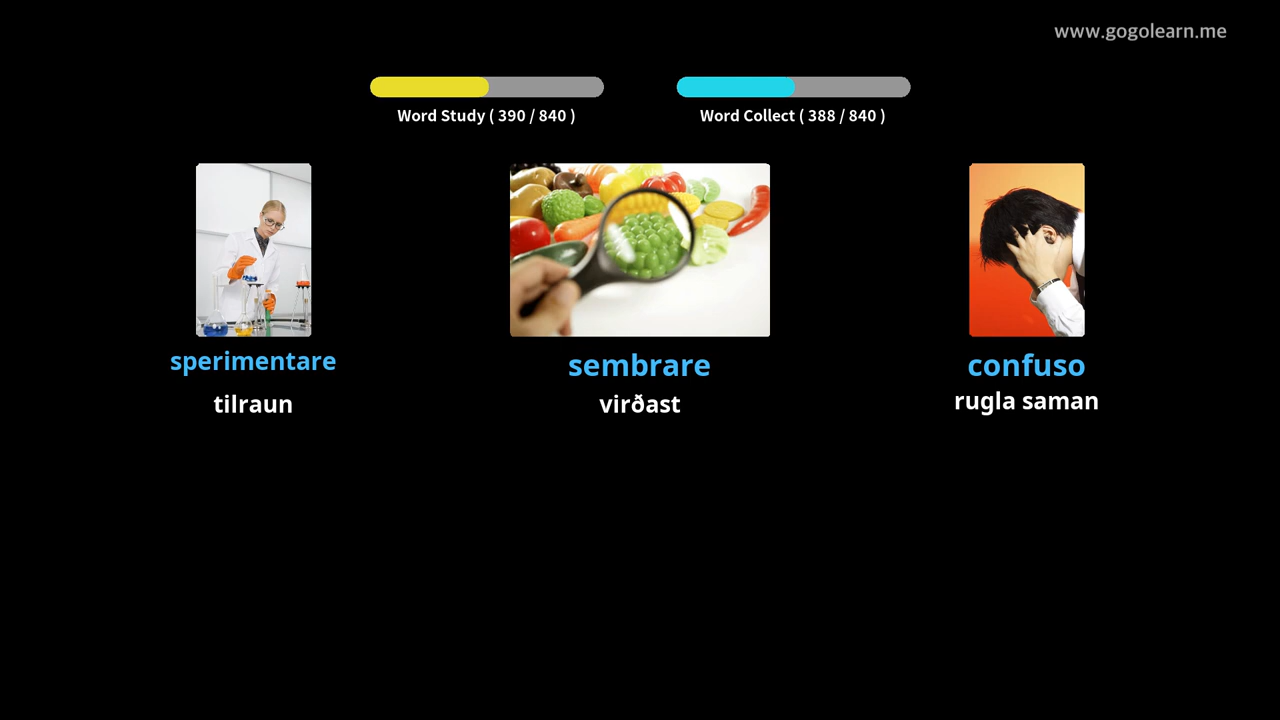 www.gogolearn.me
Word Study ( 390 / 840 )
Word Collect ( 388 / 840 )
sperimentare
tilraun
sembrare
virðast
confuso
rugla saman